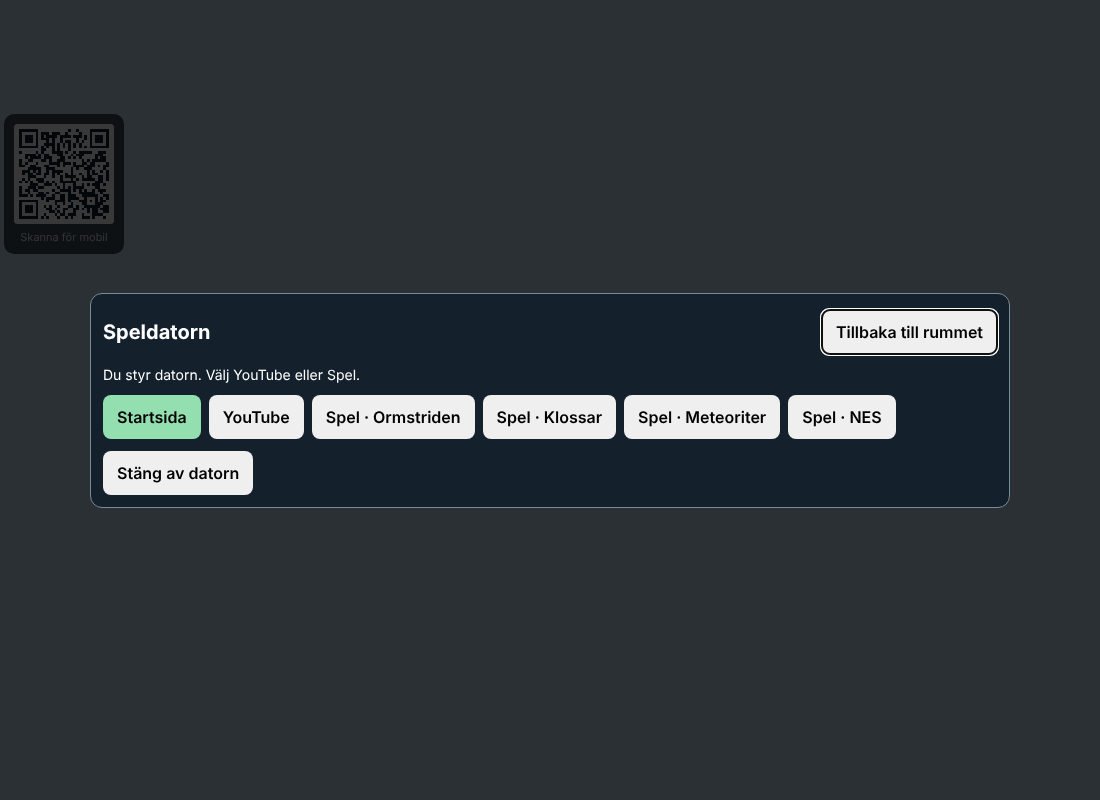 Skanna för mobil
Speldatorn
Tillbaka till rummet
Du styr datorn. Välj YouTube eller Spel.
Startsida
YouTube
Spel · Ormstriden
Spel · Klossar
Spel · Meteoriter
Spel · NES
Stäng av datorn